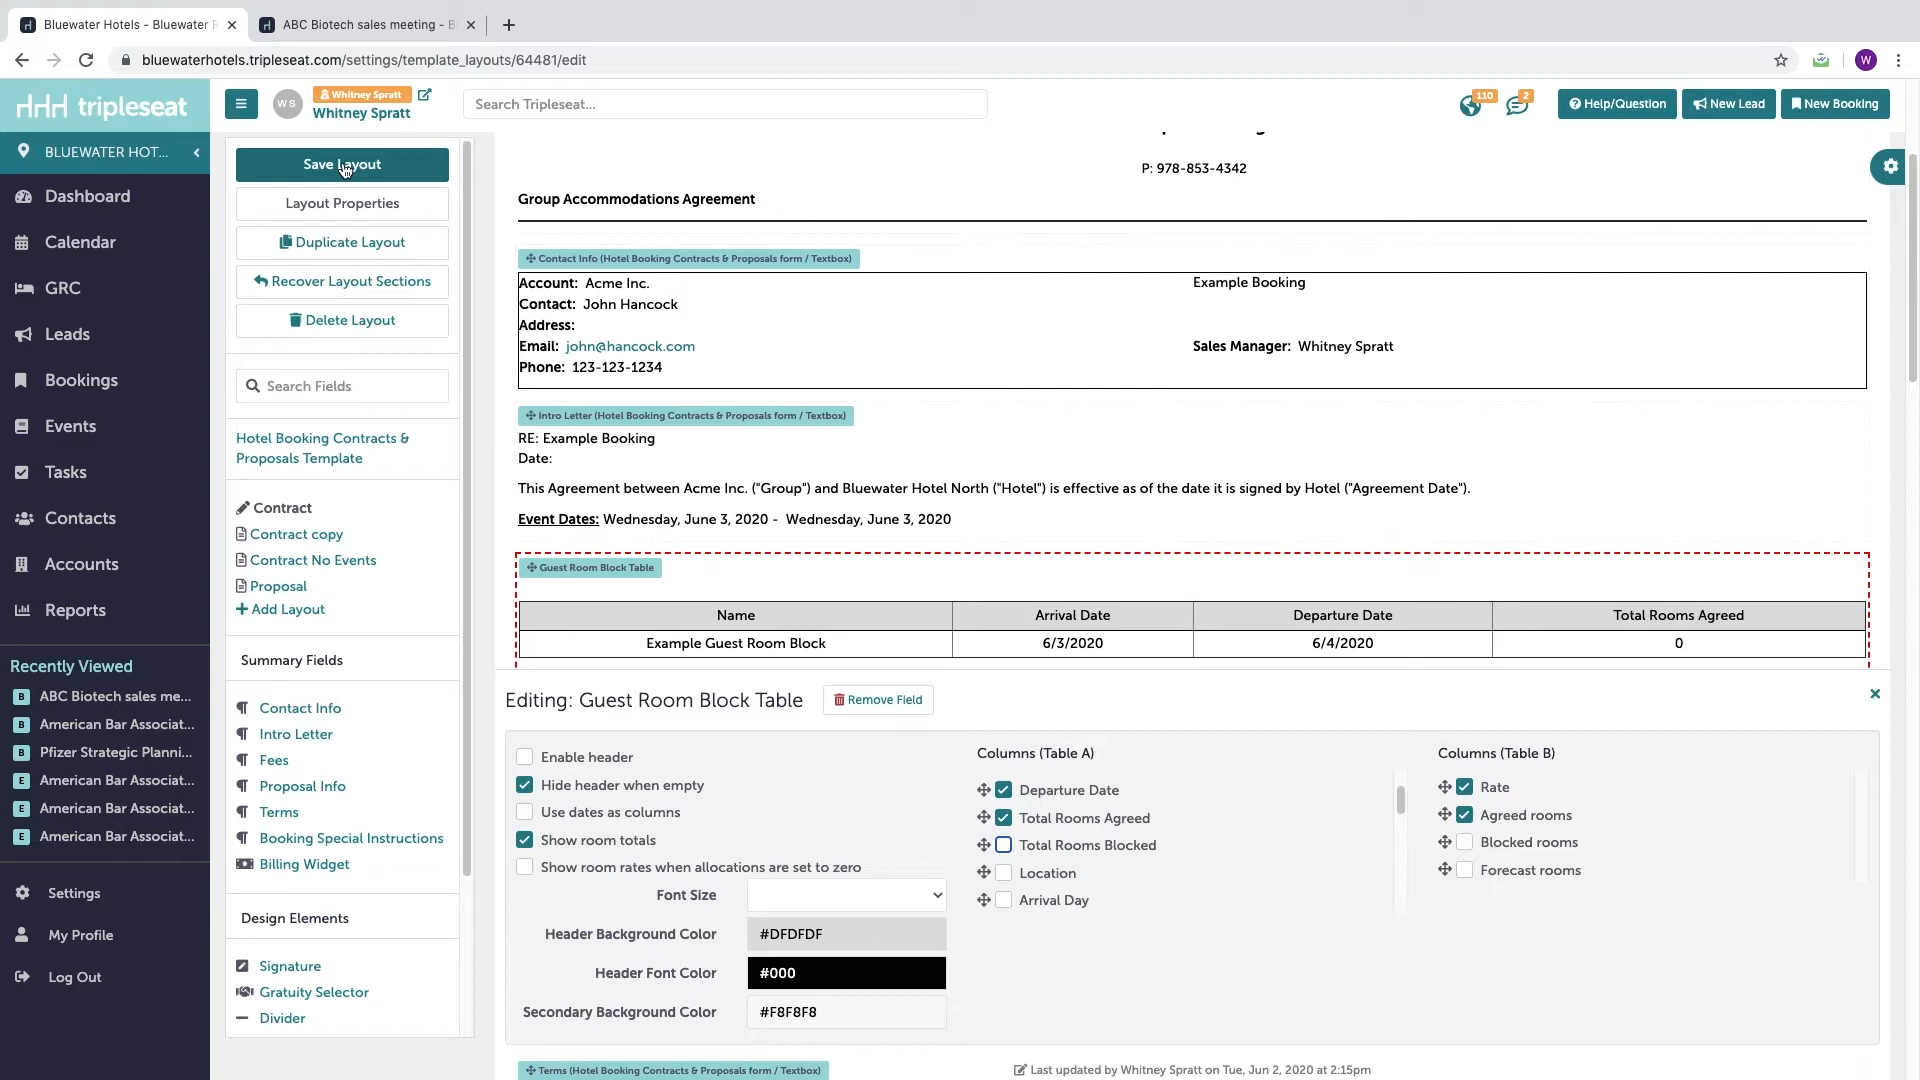 Bluewater Hotels - Bluewater R
ABC Biotech sales meeting - B
bluewaterhotels.tripleseat.com/settings/template_layouts/64481/edit
W
tripleseat
WS
Whitney Spratt
Whitney Spratt
Search Tripleseat...
110
2
Help/Question
New Lead
New Booking
BLUEWATER HOT...
Dashboard
Calendar
GRC
Leads
Bookings
Events
Tasks
Contacts
Accounts
Reports
Recently Viewed
B ABC Biotech sales me...
B American Bar Associat...
B Pfizer Strategic Planni...
E American Bar Associat...
E American Bar Associat...
E American Bar Associat...
Settings
My Profile
Log Out
Save Layout
Layout Properties
Duplicate Layout
Recover Layout Sections
Delete Layout
Search Fields
Hotel Booking Contracts &
Proposals Template
Contract
Contract copy
Contract No Events
Proposal
Add Layout
Summary Fields
Contact Info
Intro Letter
Fees
Proposal Info
Terms
Booking Special Instructions
Billing Widget
Design Elements
Signature
Gratuity Selector
Divider
P: 978-853-4342
Group Accommodations Agreement
Contact Info (Hotel Booking Contracts & Proposals form / Textbox)
Account: Acme Inc.
Example Booking
Contact: John Hancock
Address:
Email: john@hancock.com
Sales Manager: Whitney Spratt
Phone: 123-123-1234
Intro Letter (Hotel Booking Contracts & Proposals form / Textbox)
RE: Example Booking
Date:
This Agreement between Acme Inc. ("Group") and Bluewater Hotel North ("Hotel") is effective as of the date it is signed by Hotel ("Agreement Date").
Event Dates: Wednesday, June 3, 2020 - Wednesday, June 3, 2020
Guest Room Block Table
Name Arrival Date Departure Date Total Rooms Agreed
Example Guest Room Block 6/3/2020 6/4/2020 0
Editing: Guest Room Block Table
Remove Field
Enable header
Hide header when empty
Use dates as columns
Show room totals
Show room rates when allocations are set to zero
Font Size
Header Background Color #DFDFDF
Header Font Color #000
Secondary Background Color #F8F8F8
Columns (Table A)
Departure Date
Total Rooms Agreed
Total Rooms Blocked
Location
Arrival Day
Columns (Table B)
Rate
Agreed rooms
Blocked rooms
Forecast rooms
Terms (Hotel Booking Contracts & Proposals form / Textbox)
Last updated by Whitney Spratt on Tue, Jun 2, 2020 at 2:15pm